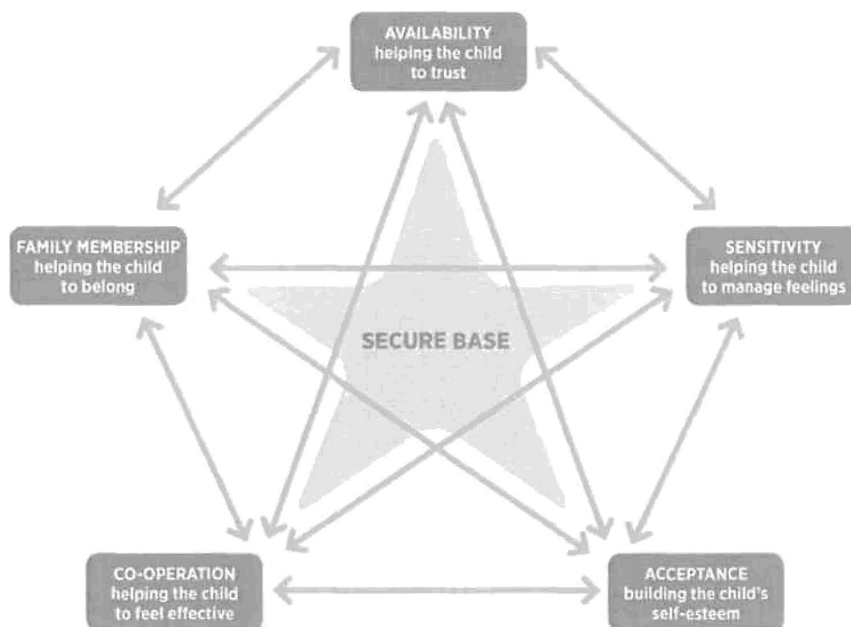 AVAILABILITY
helping the child
to trust
FAMILY MEMBERSHIP
helping the child
to belong
SENSITIVITY
helping the child
to manage feelings
SECURE BASE
CO-OPERATION
helping the child
to feel effective
ACCEPTANCE
building the child's
self-esteem